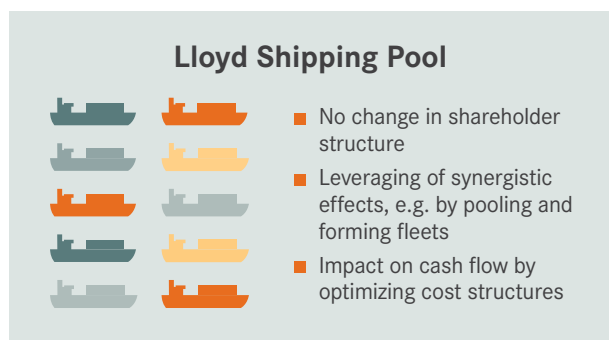 Lloyd Shipping Pool
No change in shareholder
structure
Leveraging of synergistic
effects, e.g. by pooling and
forming fleets
Impact on cash flow by
optimizing cost structures